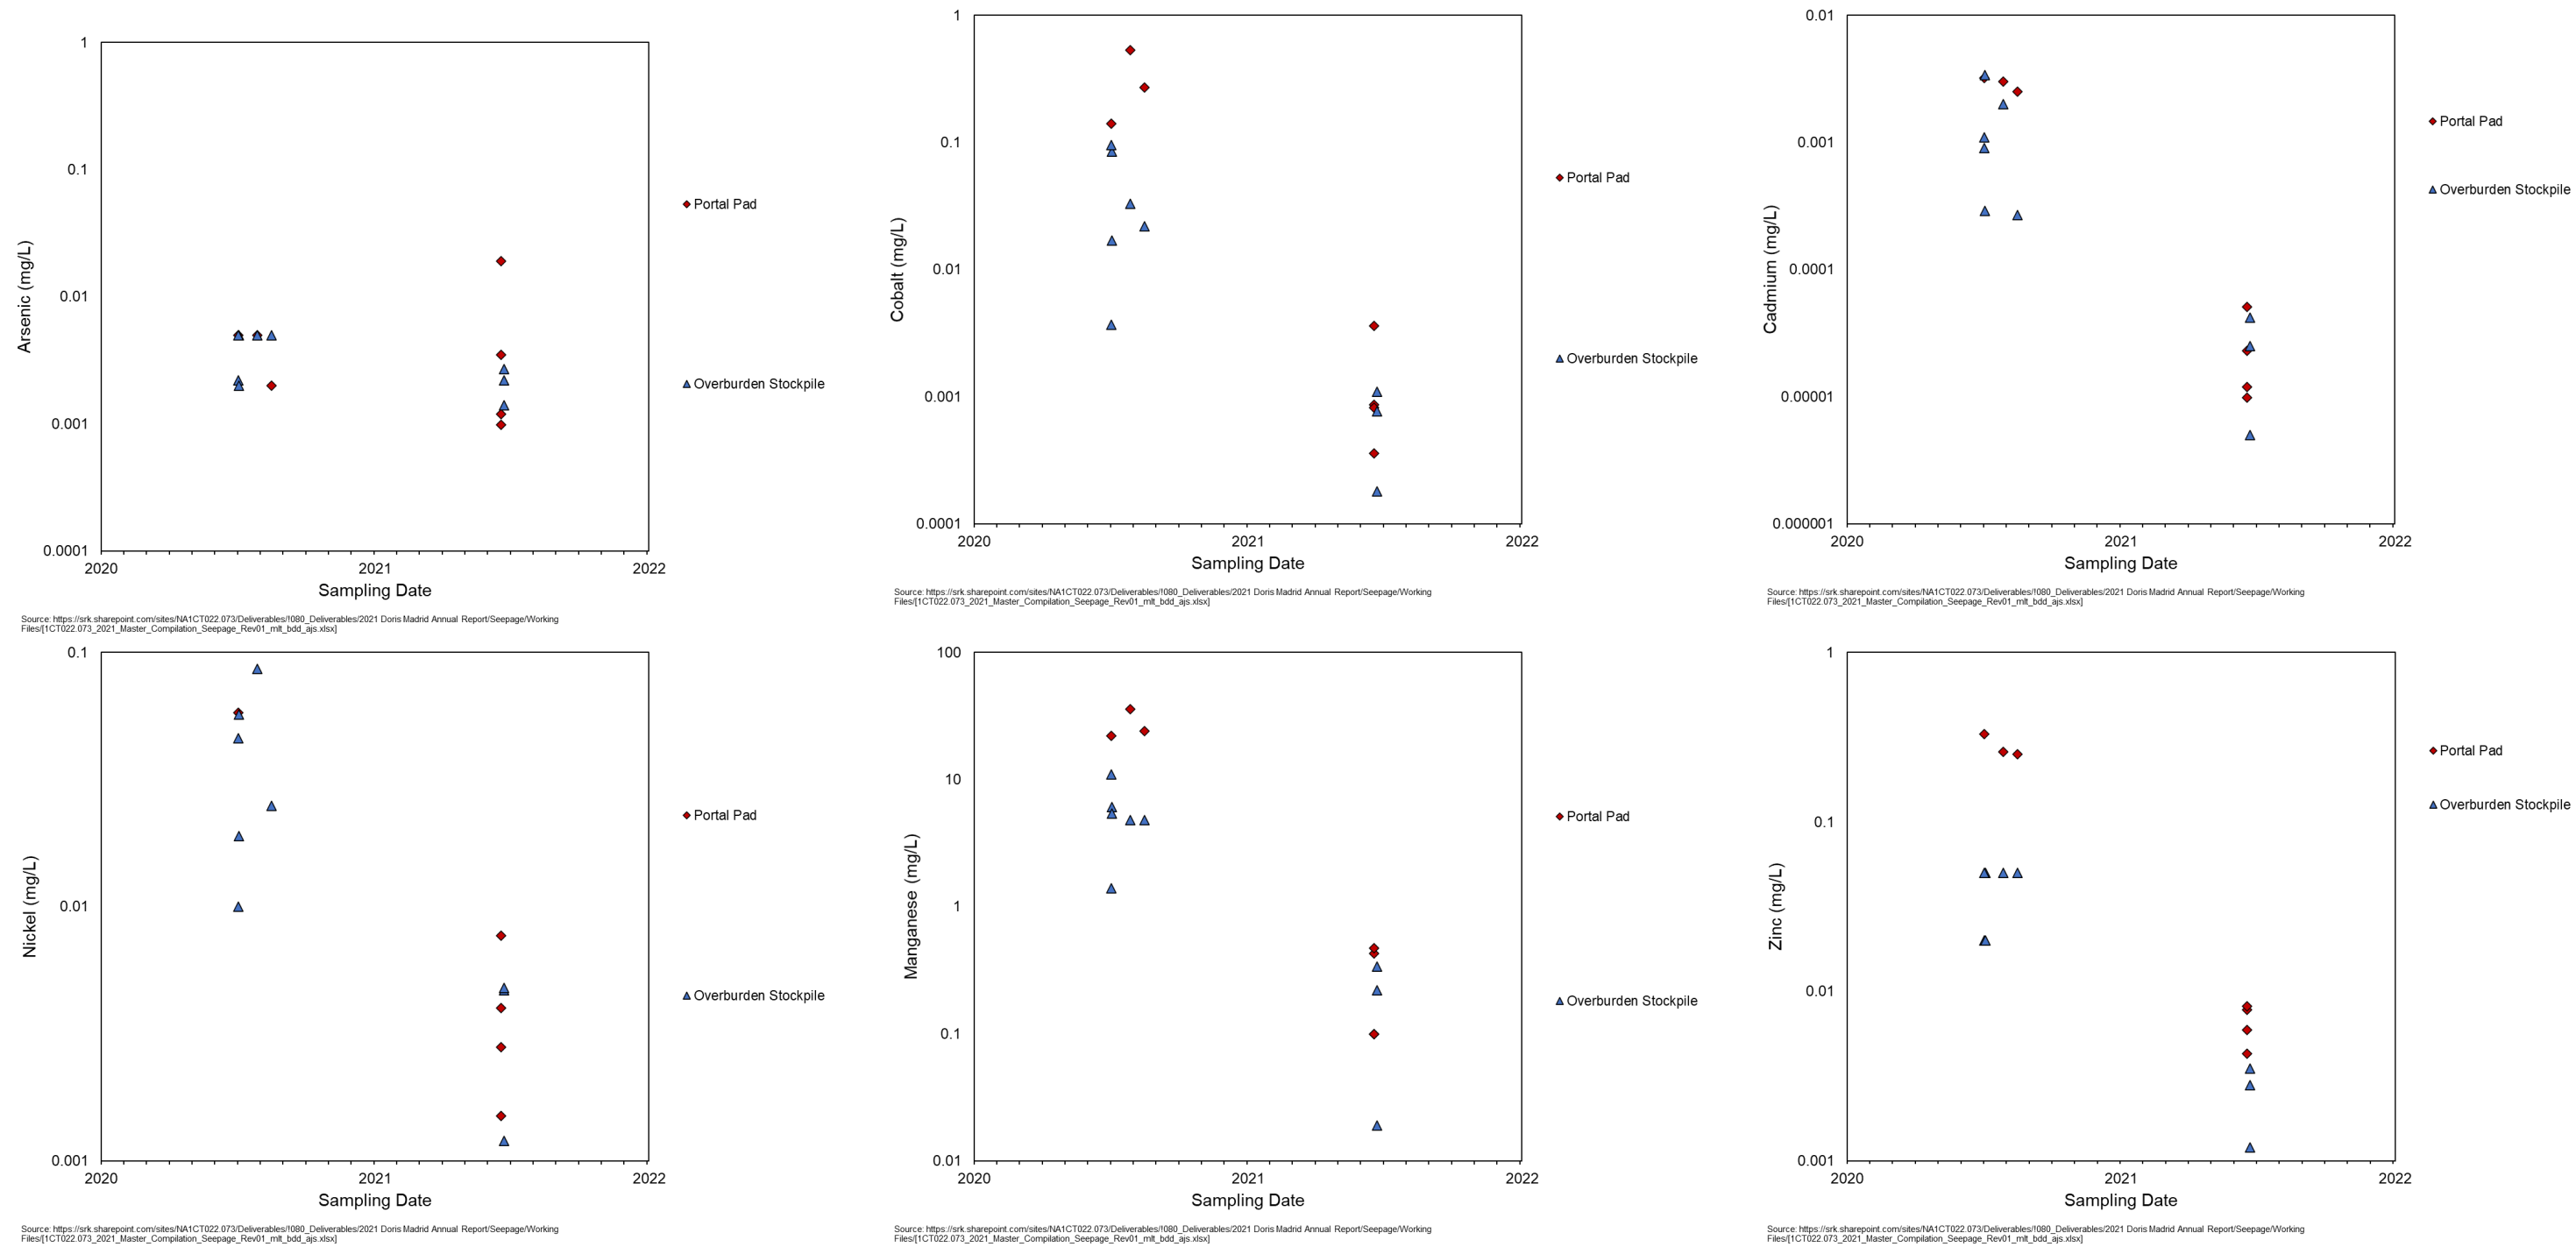 1
0.1
0.01
0.001
0.0001
Arsenic (mg/L)
2020
2021
2022
Sampling Date
Portal Pad
Overburden Stockpile
Source: https://srk.sharepoint.com/sites/NA1CT022.073/Deliverables/!080_Deliverables/2021 Doris Madrid Annual Report/Seepage/Working
Files/[1CT022.073_2021_Master_Compilation_Seepage_Rev01_mlt_bdd_ajs.xlsx]
1
0.1
0.01
0.001
0.0001
Cobalt (mg/L)
2020
2021
2022
Sampling Date
Portal Pad
Overburden Stockpile
Source: https://srk.sharepoint.com/sites/NA1CT022.073/Deliverables/!080_Deliverables/2021 Doris Madrid Annual Report/Seepage/Working
Files/[1CT022.073_2021_Master_Compilation_Seepage_Rev01_mlt_bdd_ajs.xlsx]
0.01
0.001
0.0001
0.00001
0.000001
Cadmium (mg/L)
2020
2021
2022
Sampling Date
Portal Pad
Overburden Stockpile
Source: https://srk.sharepoint.com/sites/NA1CT022.073/Deliverables/!080_Deliverables/2021 Doris Madrid Annual Report/Seepage/Working
Files/[1CT022.073_2021_Master_Compilation_Seepage_Rev01_mlt_bdd_ajs.xlsx]
0.1
0.01
0.001
Nickel (mg/L)
2020
2021
2022
Sampling Date
Portal Pad
Overburden Stockpile
Source: https://srk.sharepoint.com/sites/NA1CT022.073/Deliverables/!080_Deliverables/2021 Doris Madrid Annual Report/Seepage/Working
Files/[1CT022.073_2021_Master_Compilation_Seepage_Rev01_mlt_bdd_ajs.xlsx]
100
10
1
0.1
0.01
Manganese (mg/L)
2020
2021
2022
Sampling Date
Portal Pad
Overburden Stockpile
Source: https://srk.sharepoint.com/sites/NA1CT022.073/Deliverables/!080_Deliverables/2021 Doris Madrid Annual Report/Seepage/Working
Files/[1CT022.073_2021_Master_Compilation_Seepage_Rev01_mlt_bdd_ajs.xlsx]
1
0.1
0.01
0.001
Zinc (mg/L)
2020
2021
2022
Sampling Date
Portal Pad
Overburden Stockpile
Source: https://srk.sharepoint.com/sites/NA1CT022.073/Deliverables/!080_Deliverables/2021 Doris Madrid Annual Report/Seepage/Working
Files/[1CT022.073_2021_Master_Compilation_Seepage_Rev01_mlt_bdd_ajs.xlsx]